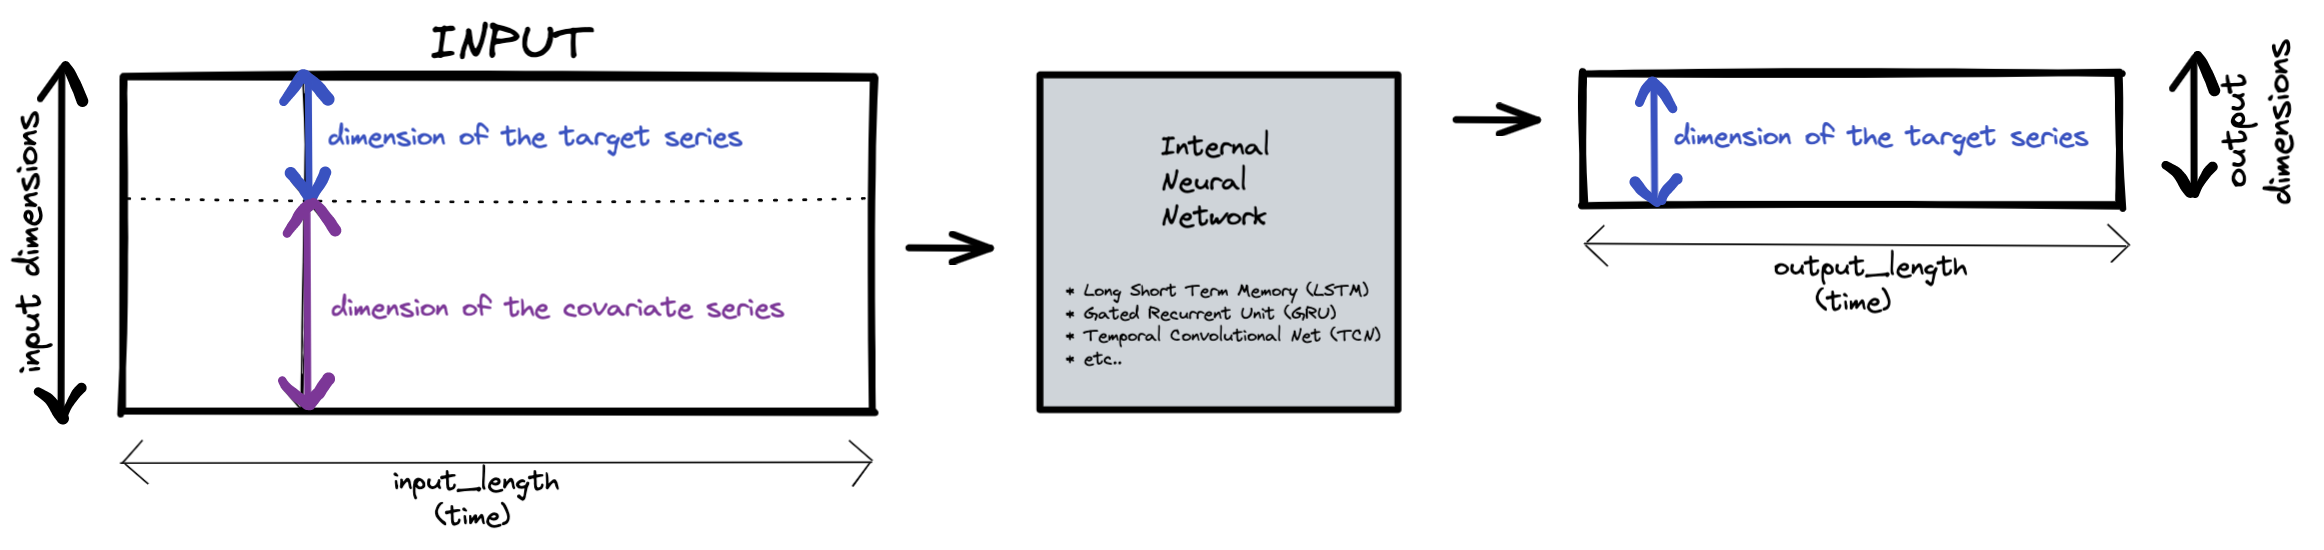 INPUT
input dimensions
dimension of the target series
dimension of the covariate series
input_length
(time)
Internal
Neural
Network
* Long Short Term Memory (LSTM)
* Gated Recurrent Unit (GRU)
* Temporal Convolutional Net (TCN)
* etc..
dimension of the target series
output_length
(time)
output
dimensions